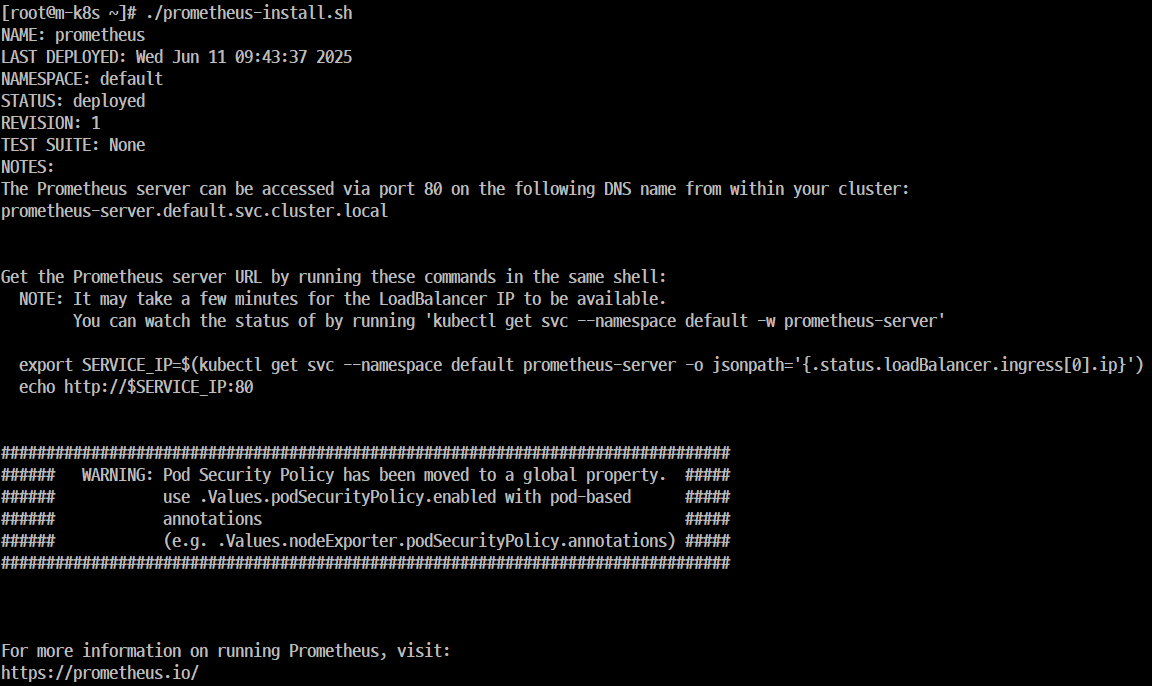 [root@m-k8s ~]# ./prometheus-install.sh
NAME: prometheus
LAST DEPLOYED: Wed Jun 11 09:43:37 2025
NAMESPACE: default
STATUS: deployed
REVISION: 1
TEST SUITE: None
NOTES:
The Prometheus server can be accessed via port 80 on the following DNS name from within your cluster:
prometheus-server.default.svc.cluster.local
Get the Prometheus server URL by running these commands in the same shell:
  NOTE: It may take a few minutes for the LoadBalancer IP to be available.
        You can watch the status of by running 'kubectl get svc --namespace default -w prometheus-server'
  export SERVICE_IP=$(kubectl get svc --namespace default prometheus-server -o jsonpath='{.status.loadBalancer.ingress[0].ip}')
  echo http://$SERVICE_IP:80
#################################################################################
######   WARNING: Pod Security Policy has been moved to a global property.  #####
######            use .Values.podSecurityPolicy.enabled with pod-based      #####
######            annotations                                               #####
######            (e.g. .Values.nodeExporter.podSecurityPolicy.annotations) #####
#################################################################################
For more information on running Prometheus, visit:
https://prometheus.io/